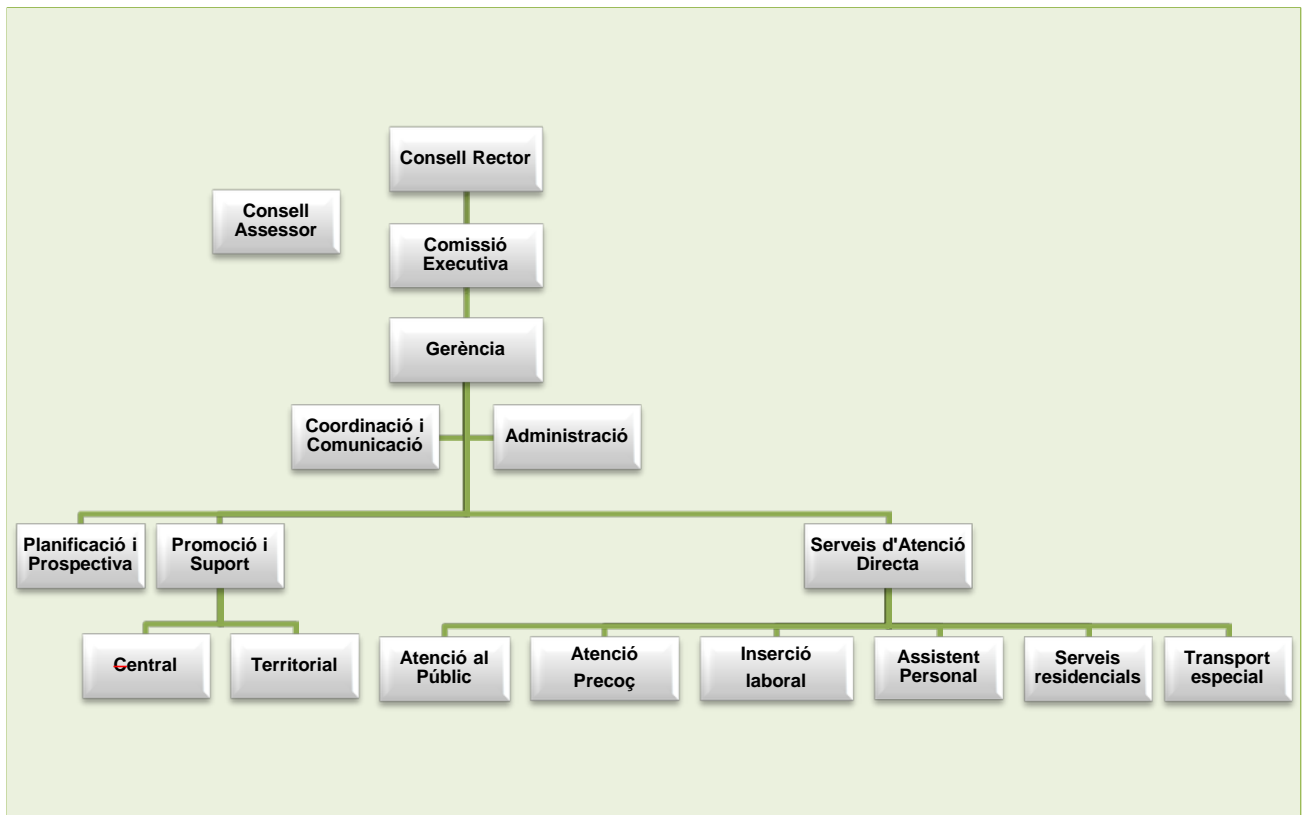 Consell Rector
Consell
Assessor
Comissió
Executiva
Gerència
Coordinació i
Comunicació
Administració
Planificació i
Prospectiva
Promoció i
Suport
Serveis d'Atenció
Directa
Central
Territorial
Atenció al
Públic
Atenció
Precoç
Inserció
laboral
Assistent
Personal
Serveis
residencials
Transport
especial